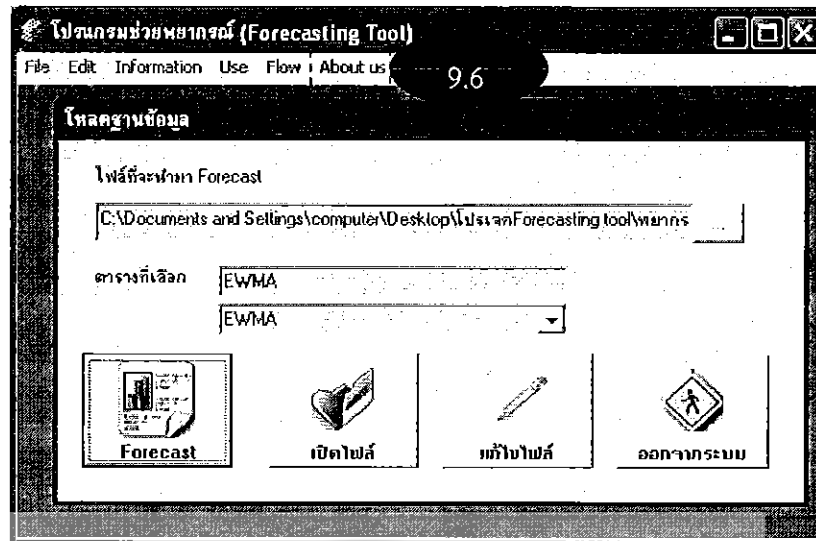 โปรแกรมช่วยพยากรณ์ (Forecasting Tool)
File Edit Information Use Flow About us
9.6
โหลดฐานข้อมูล
ไฟล์ที่จะนำมา Forecast
C:\Documents and Settings\computer\Desktop\โปรเจคForecasting tool\พยากร
ตารางที่เลือก EWMA
EWMA
Forecast เปิดไฟล์ แก้ไขไฟล์ ออกจากระบบ